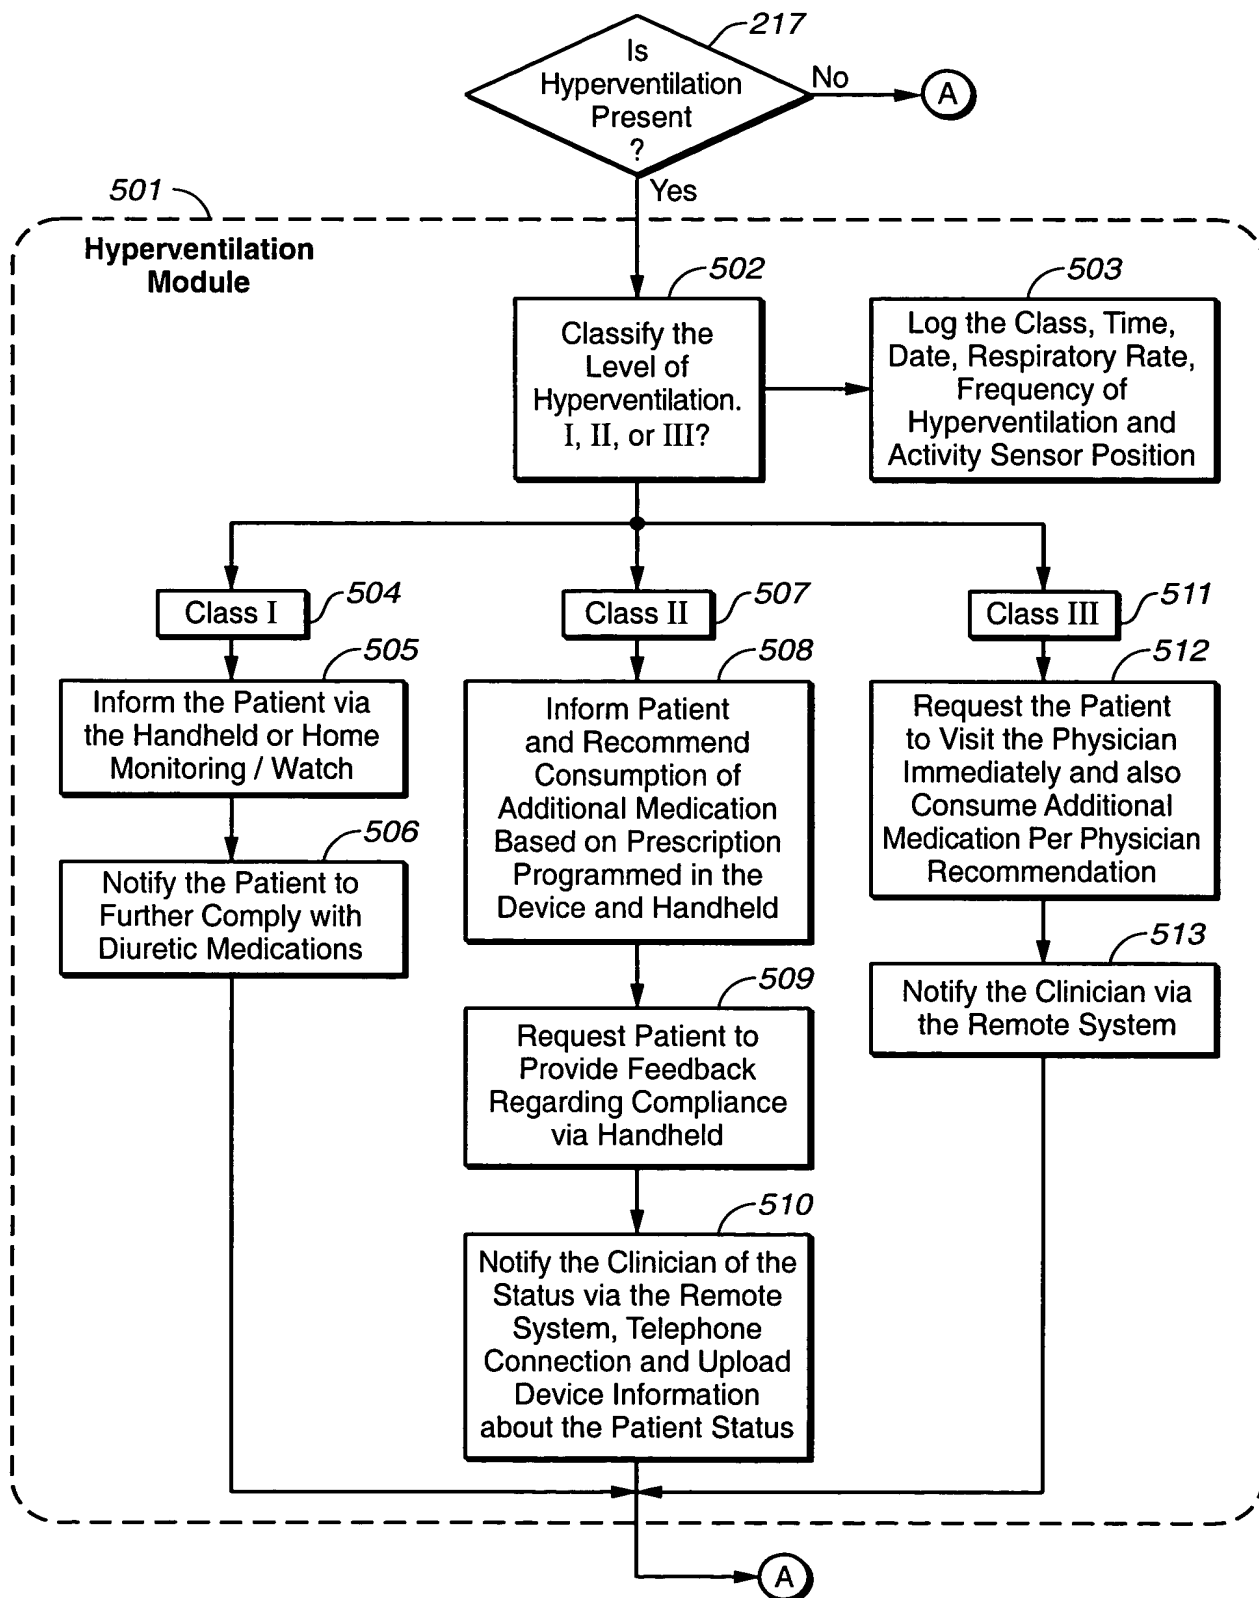 217
Is
Hyperventilation
Present
?
No
A
Yes
501
Hyperventilation
Module
502
Classify the
Level of
Hyperventilation.
I, II, or III?
503
Log the Class, Time,
Date, Respiratory Rate,
Frequency of
Hyperventilation and
Activity Sensor Position
Class I
504
505
Inform the Patient via
the Handheld or Home
Monitoring / Watch
506
Notify the Patient to
Further Comply with
Diuretic Medications
Class II
507
508
Inform Patient
and Recommend
Consumption of
Additional Medication
Based on Prescription
Programmed in the
Device and Handheld
509
Request Patient to
Provide Feedback
Regarding Compliance
via Handheld
510
Notify the Clinician of the
Status via the Remote
System, Telephone
Connection and Upload
Device Information
about the Patient Status
Class III
511
512
Request the Patient
to Visit the Physician
Immediately and also
Consume Additional
Medication Per Physician
Recommendation
513
Notify the Clinician via
the Remote System
A